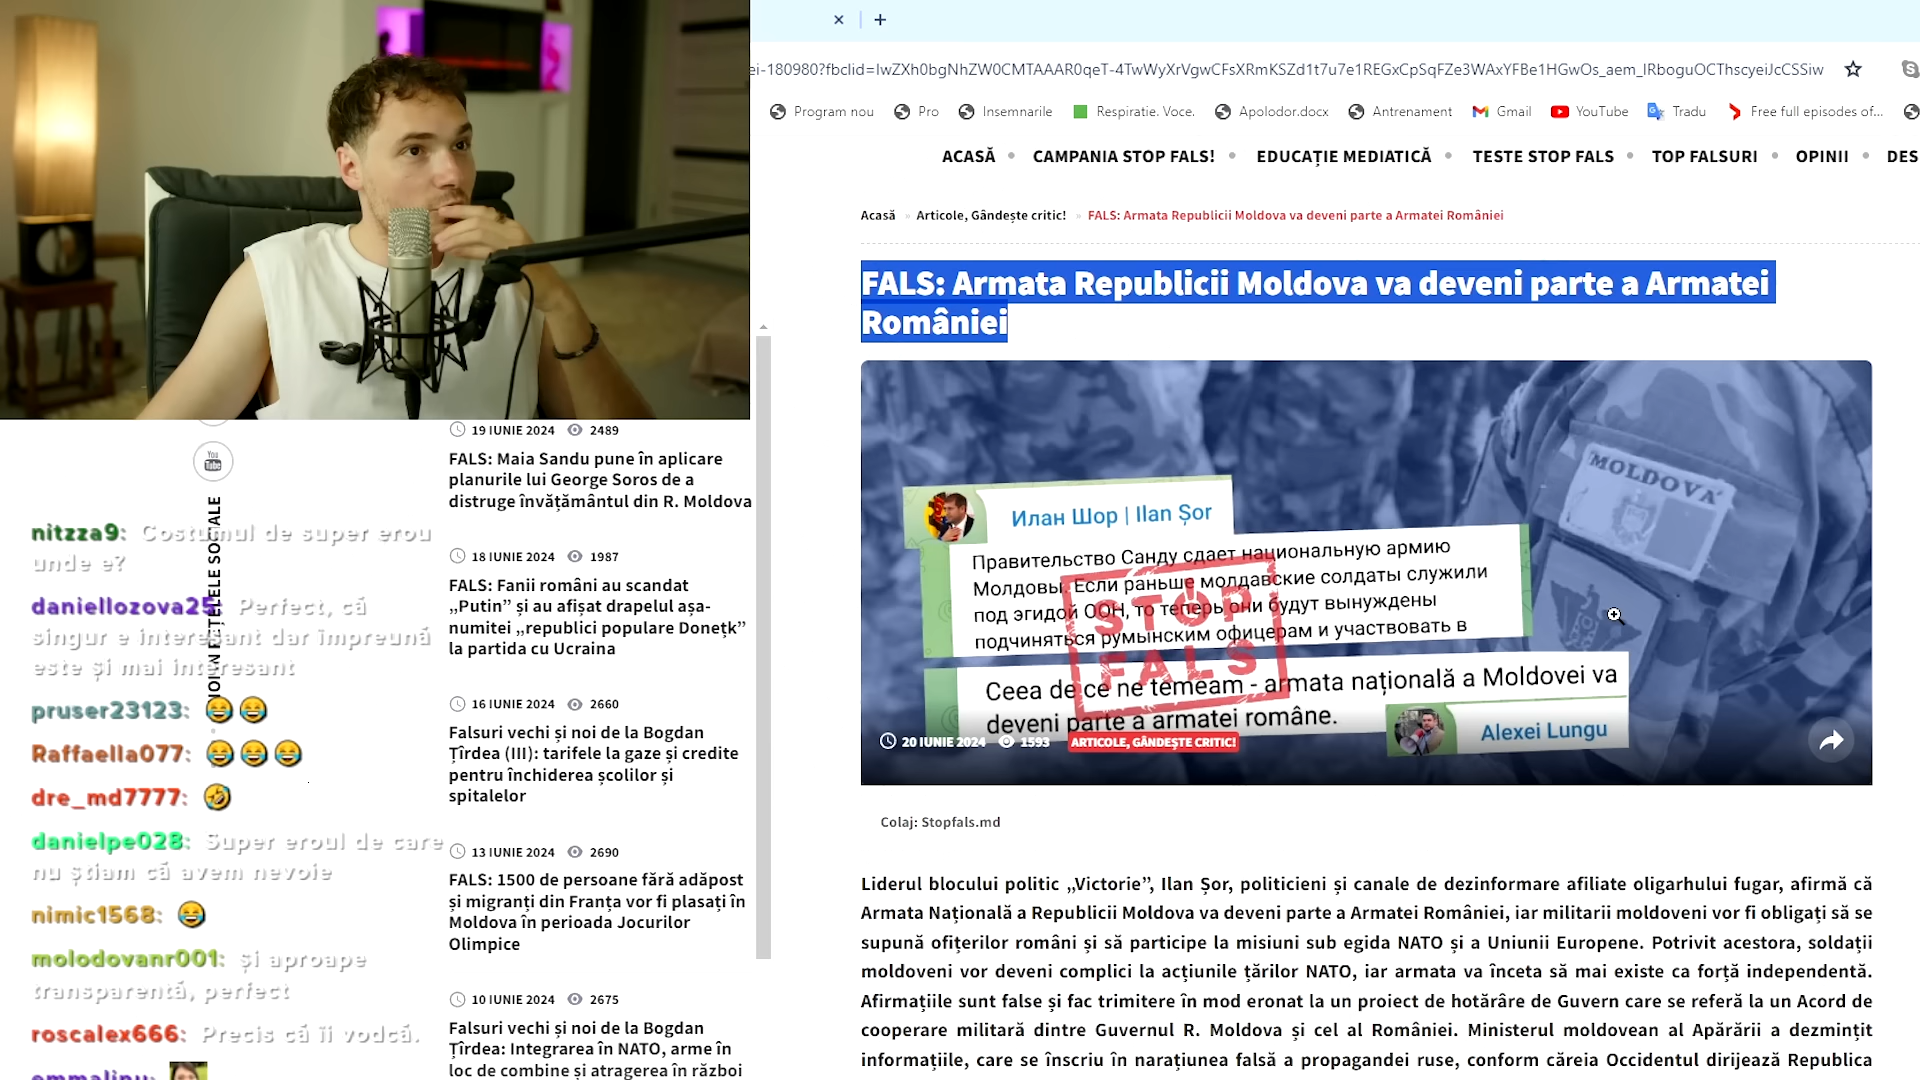 ei-180980?fbclid=IwZXh0bgNhZW0CMTAAAR0qeT-4TwWyXrVgwCFsXRmKSZd1t7u7e1REGxCpSqFZe3WAxYFBe1HGwOs_aem_IRboguOCThscyeiJcCSSiw
Program nou Pro Insemnarile Respiratie. Voce. Apolodor.docx Antrenament Gmail YouTube Tradu Free full episodes of...
ACASĂ • CAMPANIA STOP FALS! • EDUCAȚIE MEDIATICĂ • TESTE STOP FALS • TOP FALSURI • OPINII • DES
Acasă » Articole, Gândește critic! » FALS: Armata Republicii Moldova va deveni parte a Armatei României
FALS: Armata Republicii Moldova va deveni parte a Armatei
României
MOLDOVA
Илан Шор | Ilan Șor
Правительство Санду сдает национальную армию
Молдовы. Если раньше молдавские солдаты служили
под эгидой ООН, то теперь они будут вынуждены
подчиняться румынским офицерам и участвовать в
STOP
FALS
Ceea de ce ne temeam - armata națională a Moldovei va
deveni parte a armatei române.
Alexei Lungu
20 IUNIE 2024 1593 ARTICOLE, GÂNDEȘTE CRITIC!
Colaj: Stopfals.md
Liderul blocului politic „Victorie”, Ilan Șor, politicieni și canale de dezinformare afiliate oligarhului fugar, afirmă că
Armata Națională a Republicii Moldova va deveni parte a Armatei României, iar militarii moldoveni vor fi obligați să se
supună ofițerilor români și să participe la misiuni sub egida NATO și a Uniunii Europene. Potrivit acestora, soldații
moldoveni vor deveni complici la acțiunile țărilor NATO, iar armata va înceta să mai existe ca forță independentă.
Afirmațiile sunt false și fac trimitere în mod eronat la un proiect de hotărâre de Guvern care se referă la un Acord de
cooperare militară dintre Guvernul R. Moldova și cel al României. Ministerul moldovean al Apărării a dezmințit
informațiile, care se înscriu în narațiunea falsă a propagandei ruse, conform căreia Occidentul dirijează Republica
19 IUNIE 2024 2489
FALS: Maia Sandu pune în aplicare
planurile lui George Soros de a
distruge învățământul din R. Moldova
18 IUNIE 2024 1987
FALS: Fanii români au scandat
„Putin” și au afișat drapelul așa-
numitei „republici populare Donețk”
la partida cu Ucraina
16 IUNIE 2024 2660
Falsuri vechi și noi de la Bogdan
Țîrdea (III): tarifele la gaze și credite
pentru închiderea școlilor și
spitalelor
13 IUNIE 2024 2690
FALS: 1500 de persoane fără adăpost
și migranți din Franța vor fi plasați în
Moldova în perioada Jocurilor
Olimpice
10 IUNIE 2024 2675
Falsuri vechi și noi de la Bogdan
Țîrdea: Integrarea în NATO, arme în
loc de combine și atragerea în război
You
Tube
NOI ÎN REȚELELE SOCIALE
nitzza9: Costumul de super erou
unde e?
daniellozova25: Perfect, că
singur e interesant dar împreună
este și mai interesant
pruser23123: 😂😂
Raffaella077: 😂😂😂
dre_md7777: 🤣
danielpe028: Super eroul de care
nu știam că avem nevoie
nimic1568: 😂
molodovanr001: Și aproape
transparentă, perfect
roscalex666: Precis că îi vodcă.